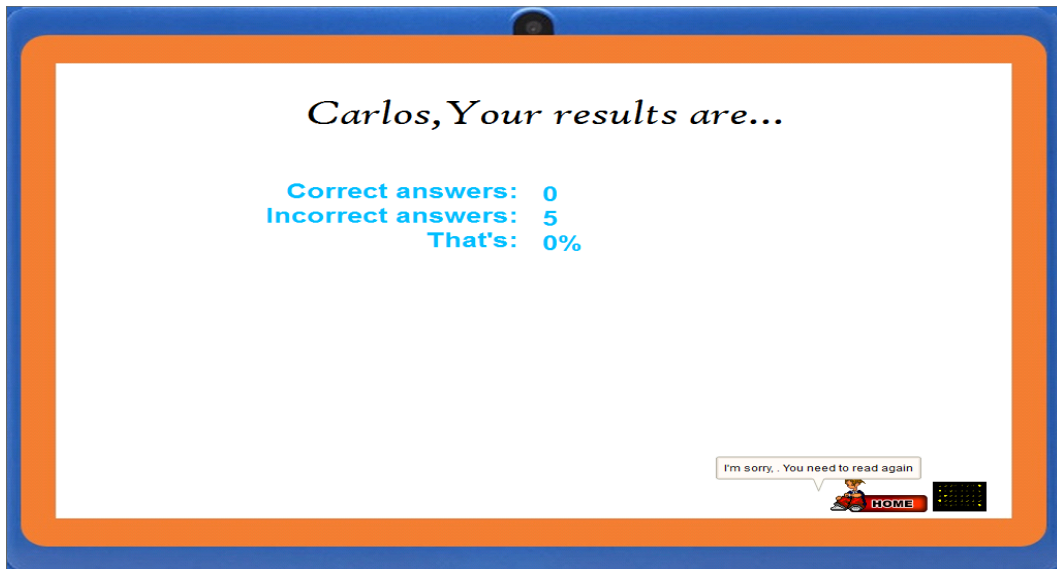 Carlos,Your results are...
Correct answers: 0
Incorrect answers: 5
That's: 0%
I'm sorry, . You need to read again
HOME